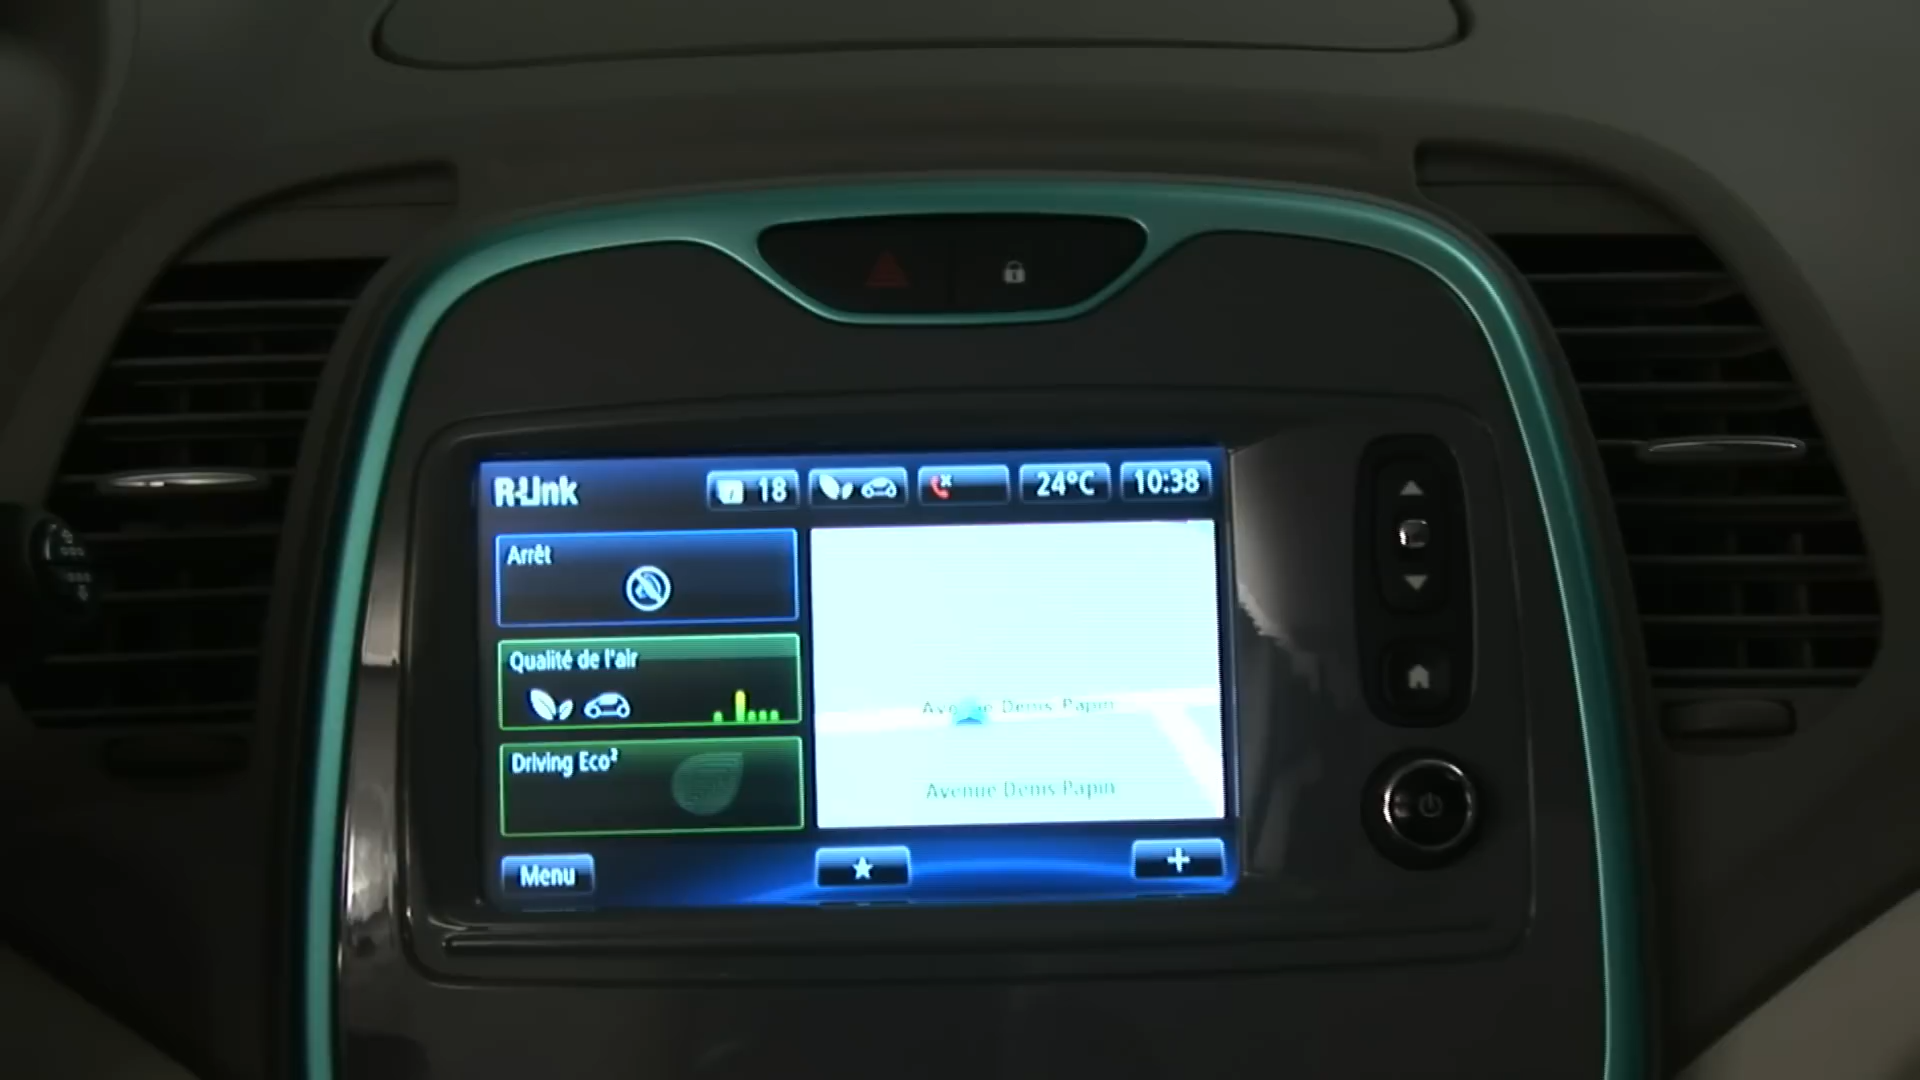 R-Link
18
24°C
10:38
Arrêt
Qualité de l'air
Driving Eco²
Avenue Denis Papin
Avenue Denis Papin
Menu